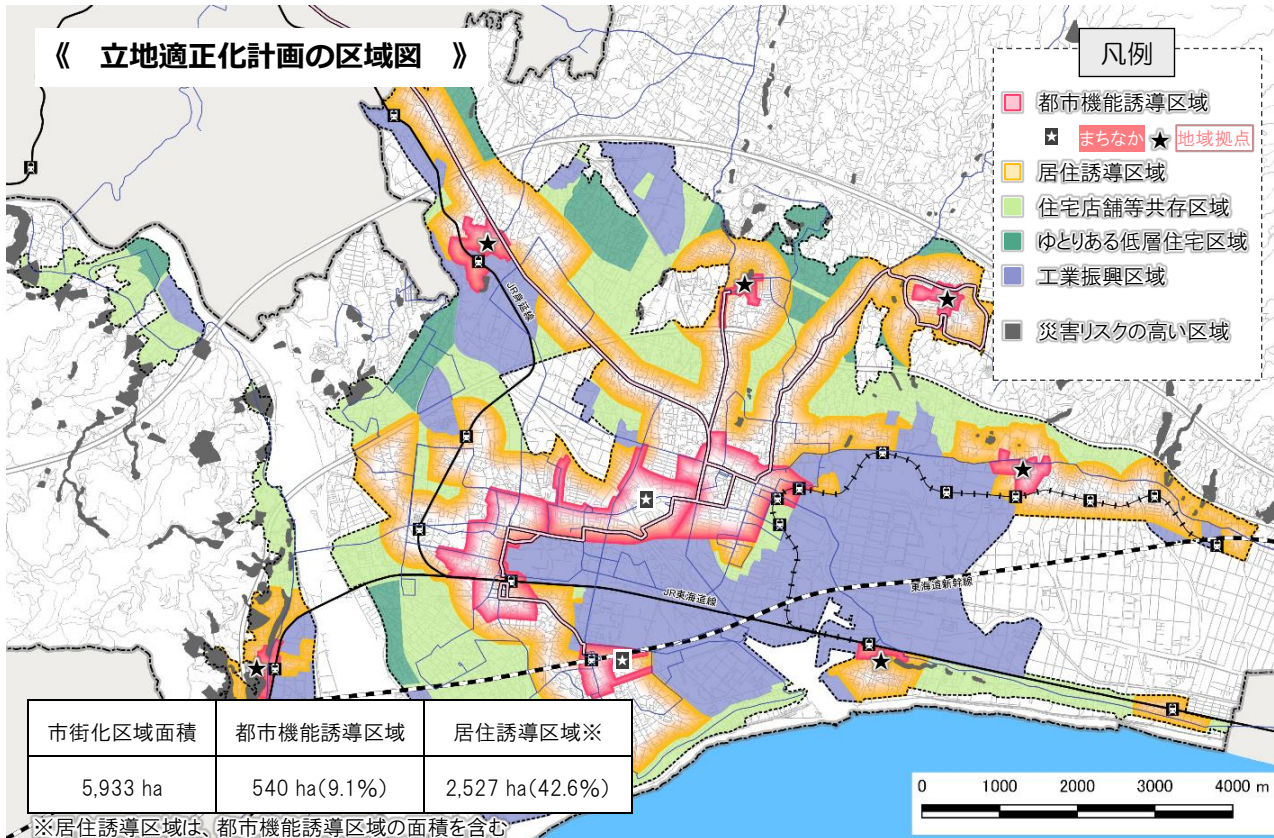 《 立地適正化計画の区域図 》
凡例
都市機能誘導区域
まちなか ★ 地域拠点
居住誘導区域
住宅店舗等共存区域
ゆとりある低層住宅区域
工業振興区域
災害リスクの高い区域
JR身延線
東海道新幹線
JR東海道線
市街化区域面積 都市機能誘導区域 居住誘導区域※
5,933 ha 540 ha(9.1%) 2,527 ha(42.6%)
※居住誘導区域は、都市機能誘導区域の面積を含む
0 1000 2000 3000 4000 m